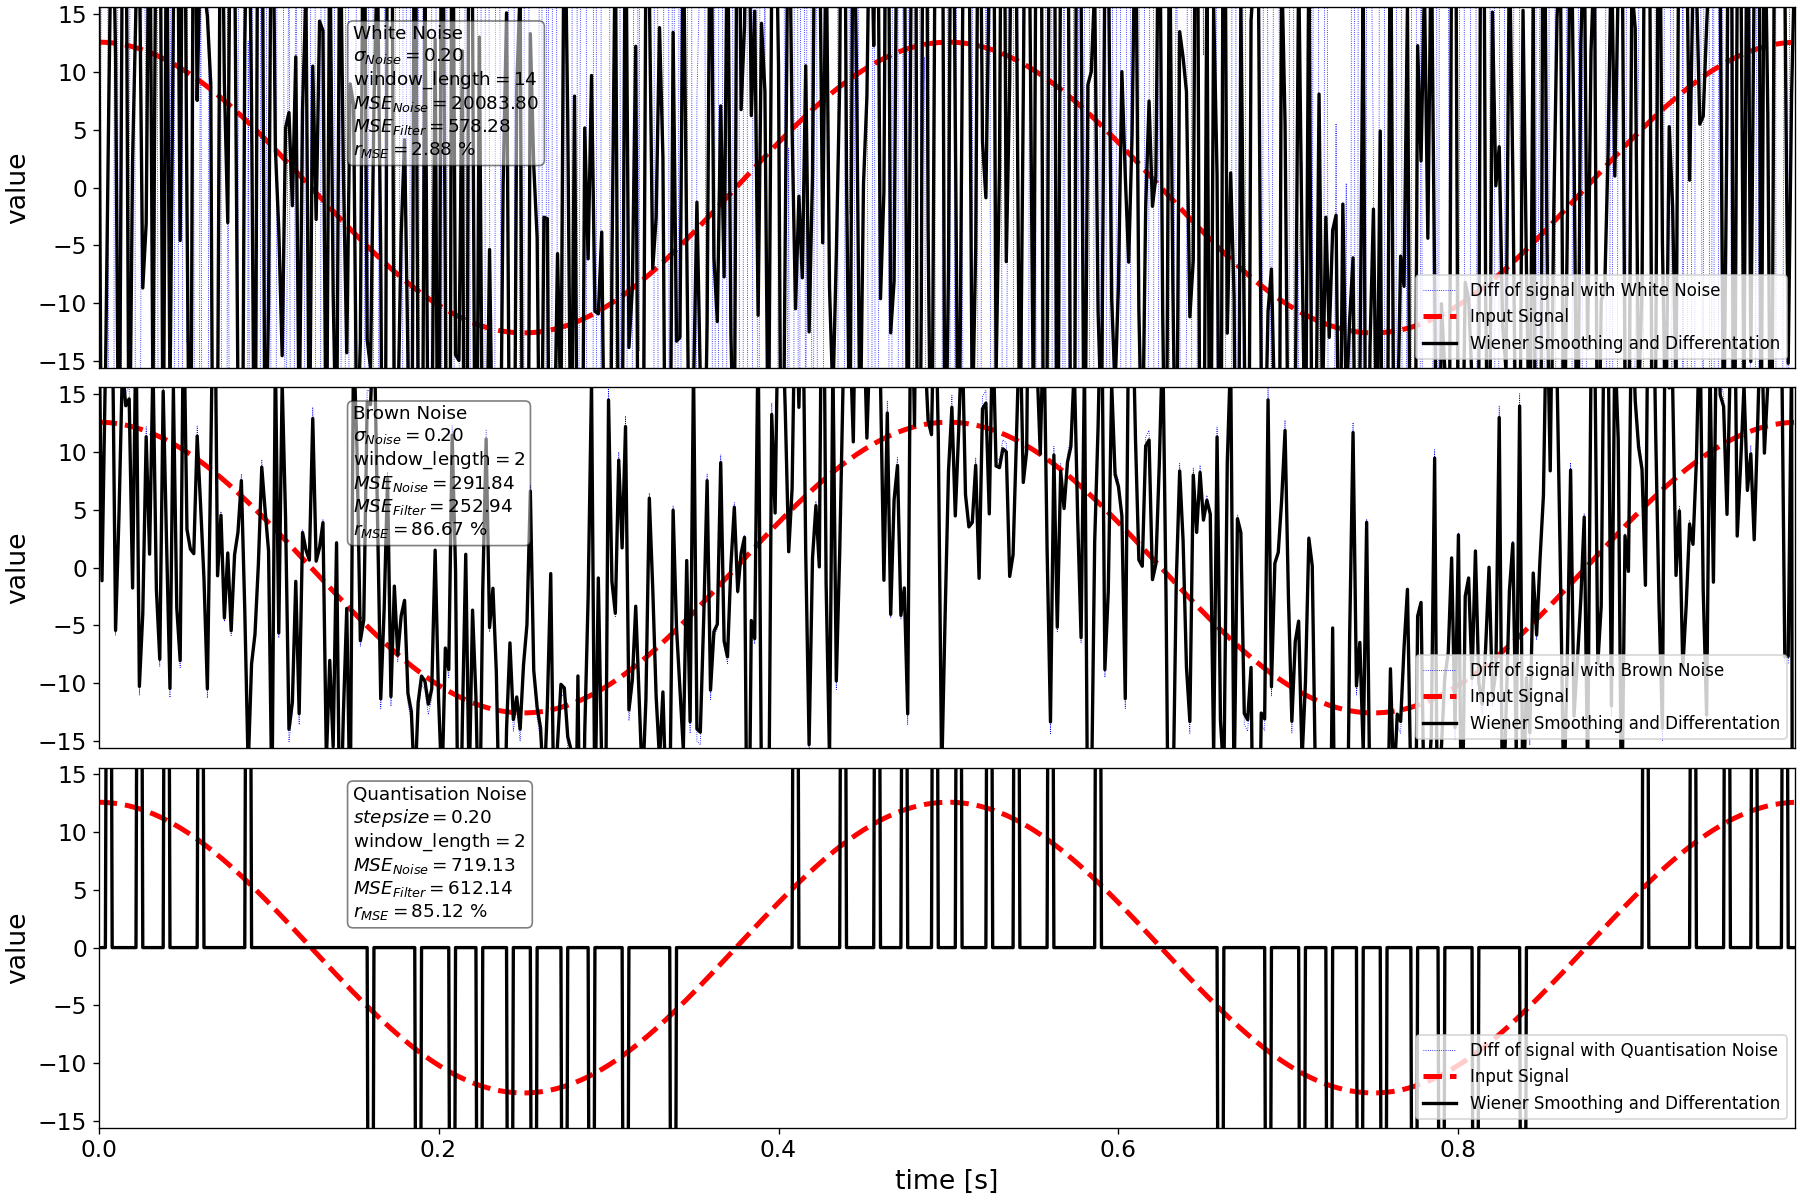 15
10
5
0
−5
−10
−15
value
White Noise
σNoise = 0.20
window_length = 14
MSENoise = 20083.80
MSEFilter = 578.28
rMSE = 2.88 %
Diff of signal with White Noise
Input Signal
Wiener Smoothing and Differentation
15
10
5
0
−5
−10
−15
value
Brown Noise
σNoise = 0.20
window_length = 2
MSENoise = 291.84
MSEFilter = 252.94
rMSE = 86.67 %
Diff of signal with Brown Noise
Input Signal
Wiener Smoothing and Differentation
15
10
5
0
−5
−10
−15
value
Quantisation Noise
stepsize = 0.20
window_length = 2
MSENoise = 719.13
MSEFilter = 612.14
rMSE = 85.12 %
Diff of signal with Quantisation Noise
Input Signal
Wiener Smoothing and Differentation
0.0 0.2 0.4 0.6 0.8
time [s]